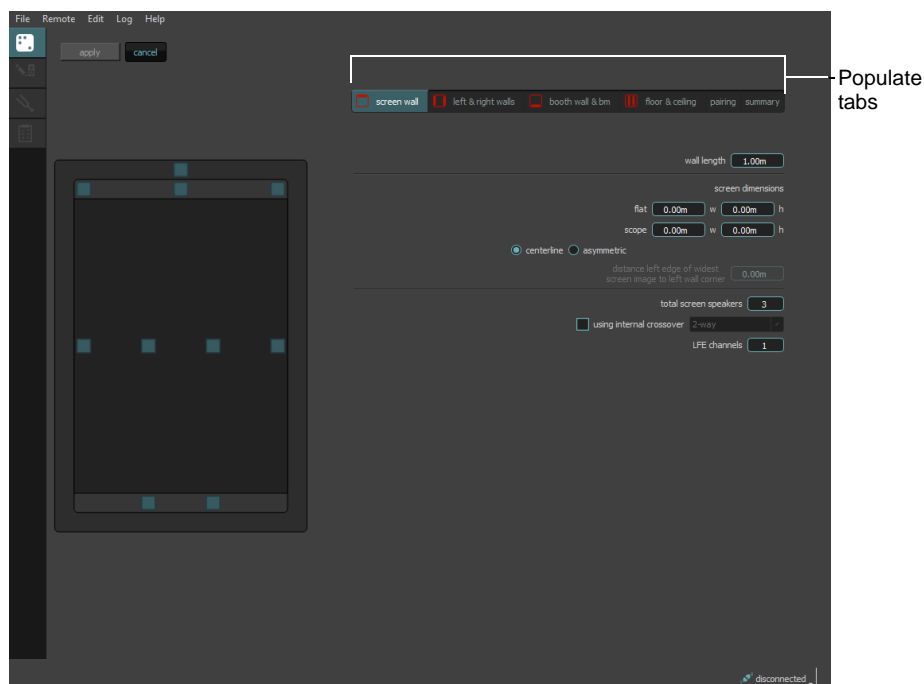 File Remote Edit Log Help
apply cancel
Populate
tabs
screen wall left & right walls booth wall & bm floor & ceiling pairing summary
wall length 1.00m
screen dimensions
flat 0.00m w 0.00m h
scope 0.00m w 0.00m h
centerline asymmetric
distance left edge of widest
screen image to left wall corner 0.00m
total screen speakers 3
using internal crossover 2-way
LFE channels 1
disconnected